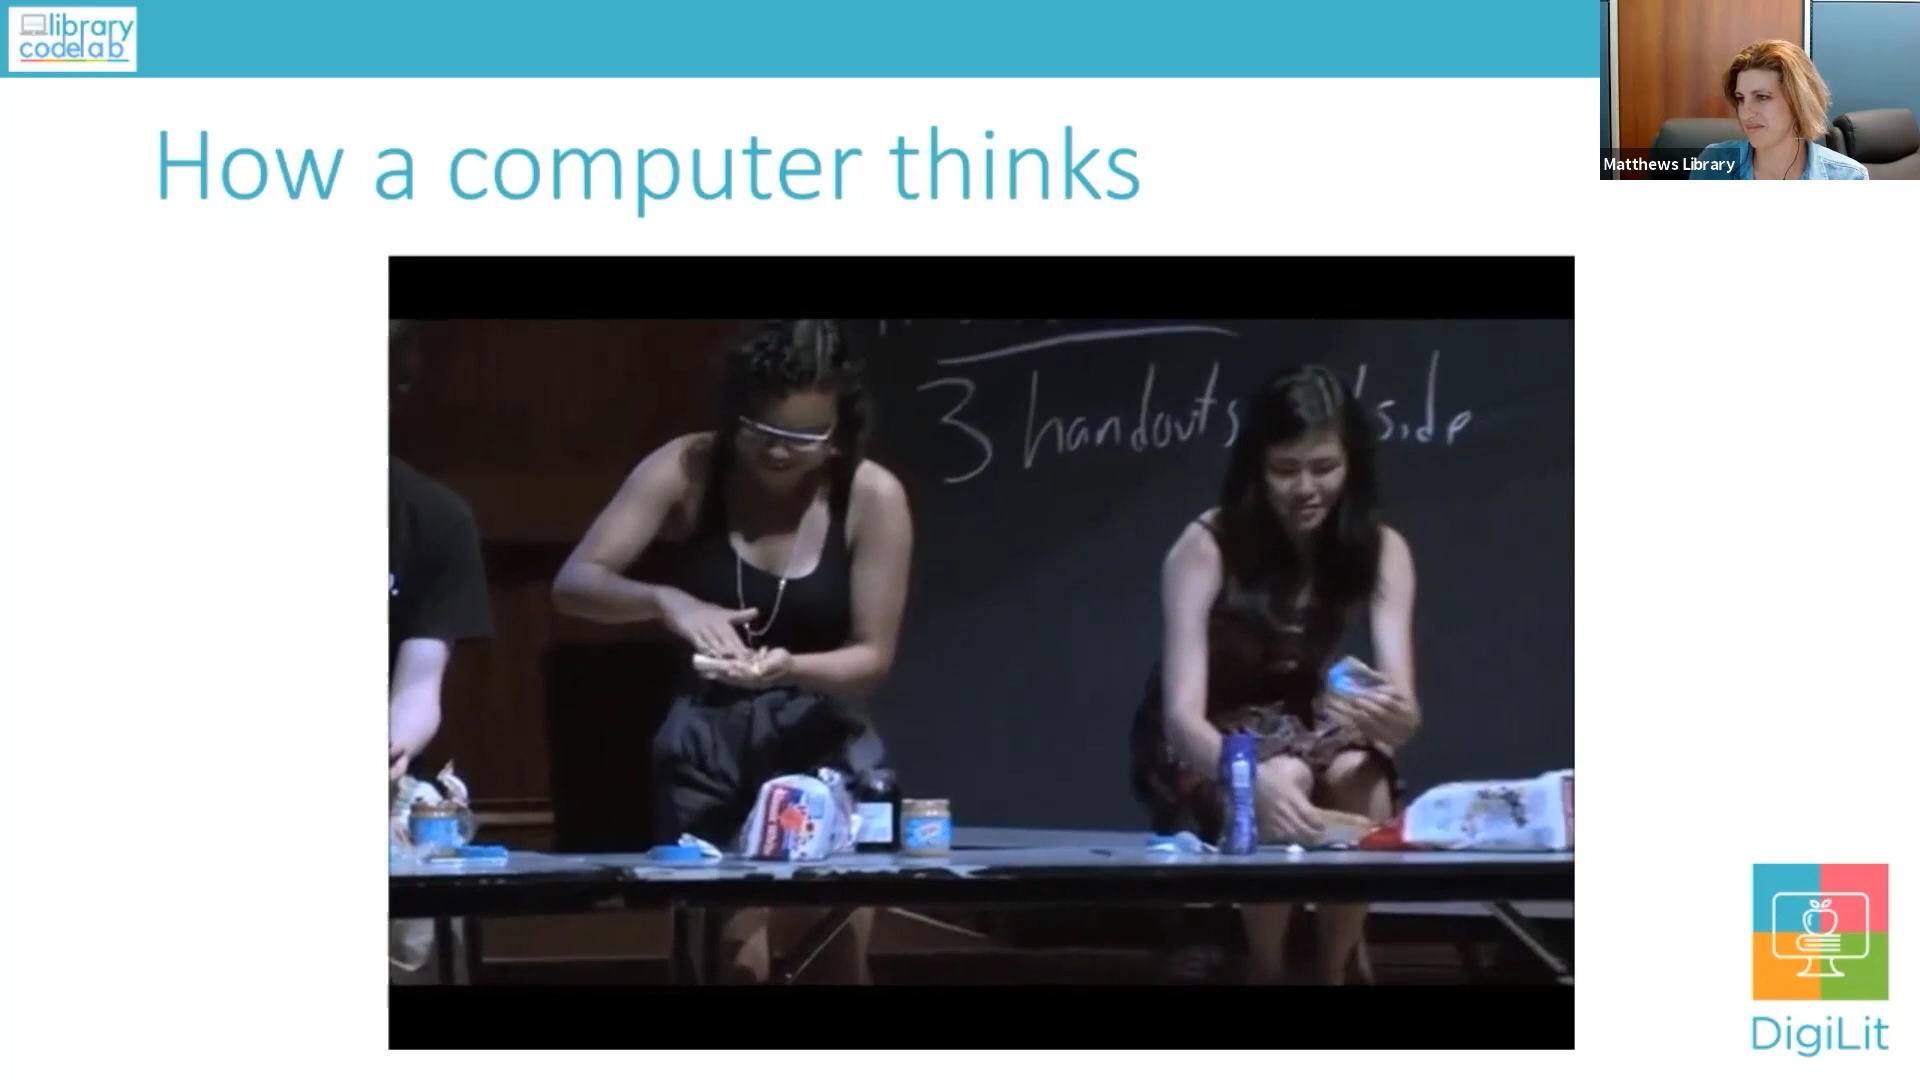 library
codelab
Matthews Library
How a computer thinks
3 handouts
DigiLit